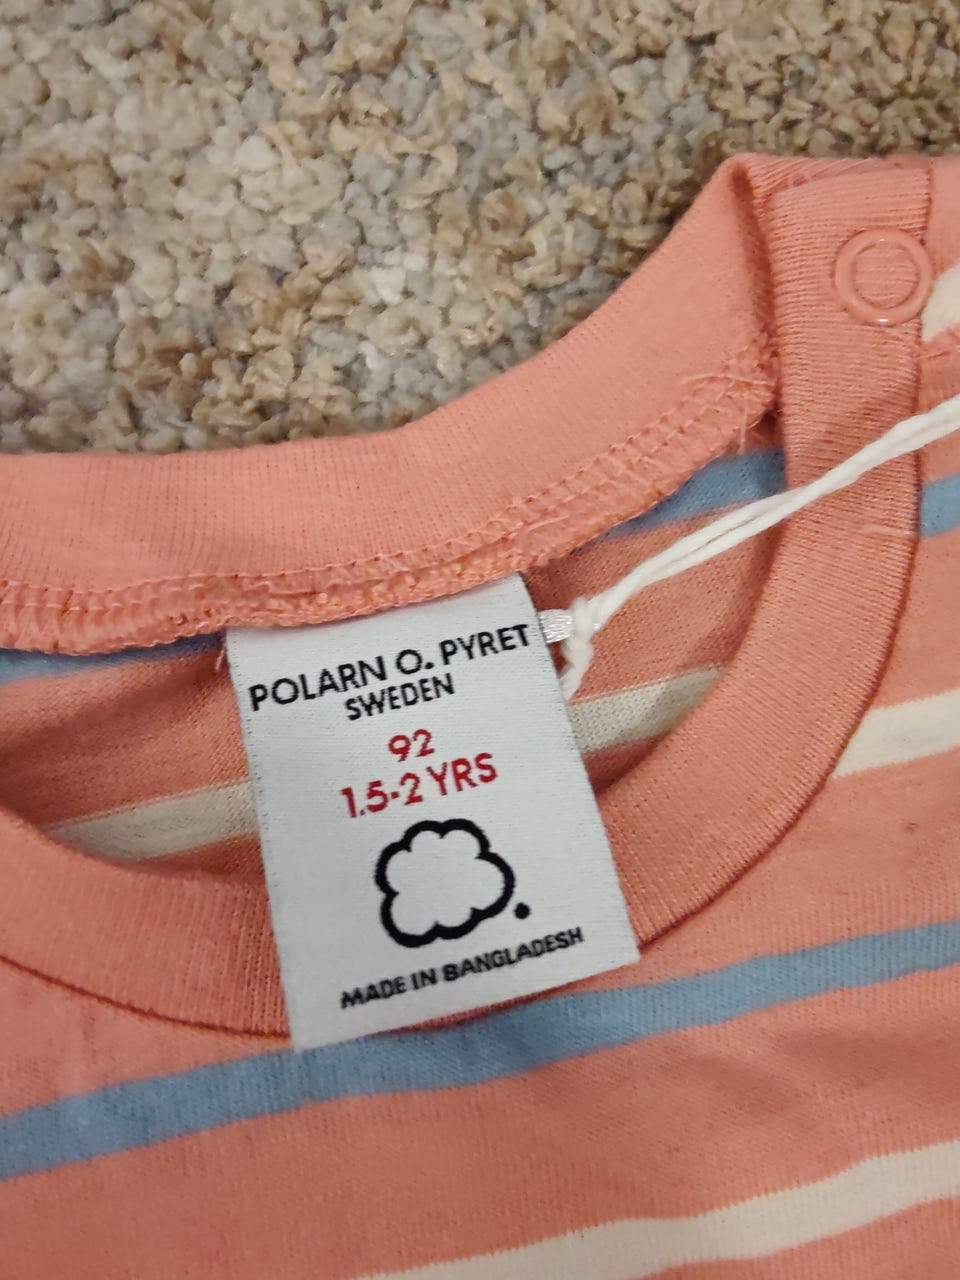 POLARN O. PYRET
SWEDEN
92
1.5-2 YRS
MADE IN BANGLADESH